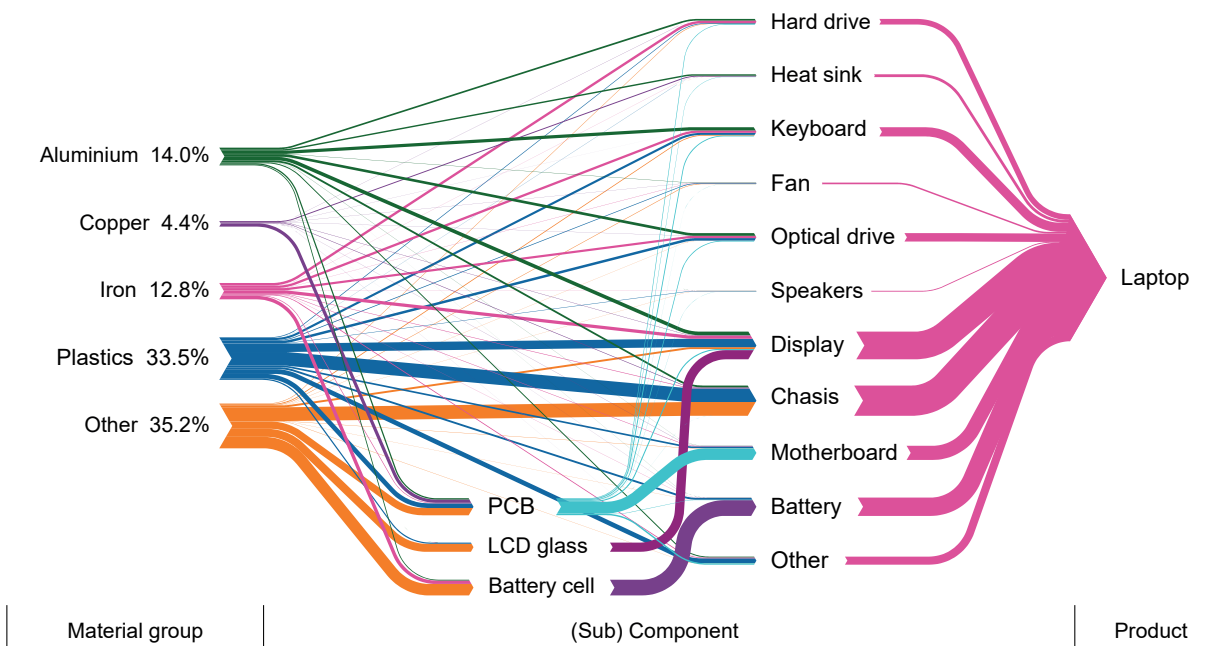 Hard drive
Heat sink
Keyboard
Fan
Optical drive
Speakers
Display
Chasis
Motherboard
Battery
Other
Aluminium 14.0%
Copper 4.4%
Iron 12.8%
Plastics 33.5%
Other 35.2%
PCB
LCD glass
Battery cell
Laptop
Material group
(Sub) Component
Product